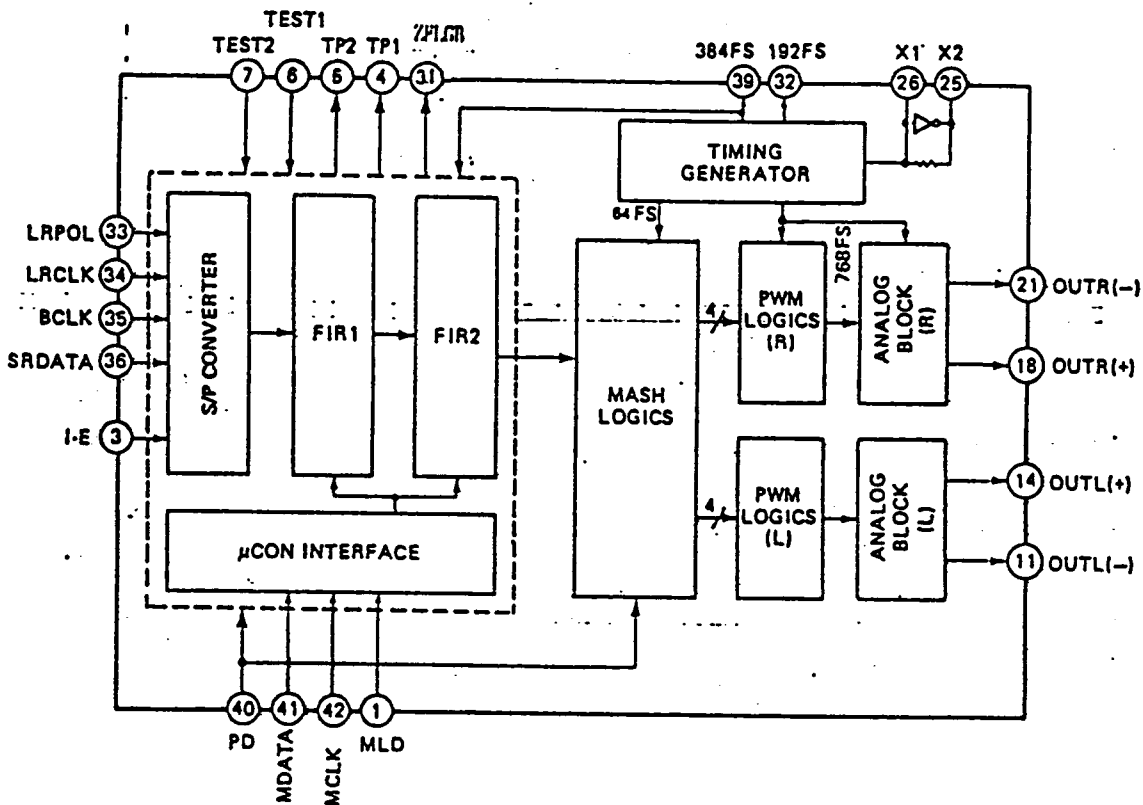 TEST1
TEST2 TP2 TP1
384FS 192FS X1 X2
7 6 5 4 31 39 32 26 25
TIMING
GENERATOR
64FS
768FS
LRPOL 33
LRCLK 34
BCLK 35
SRDATA 36
I·E 3
S/P CONVERTER
FIR1
FIR2
MASH
LOGICS
4
PWM
LOGICS
(R)
ANALOG
BLOCK
(R)
21 OUTR(−)
18 OUTR(+)
4
PWM
LOGICS
(L)
ANALOG
BLOCK
(L)
14 OUTL(+)
11 OUTL(−)
μCON INTERFACE
40 41 42 1
PD MDATA MCLK MLD